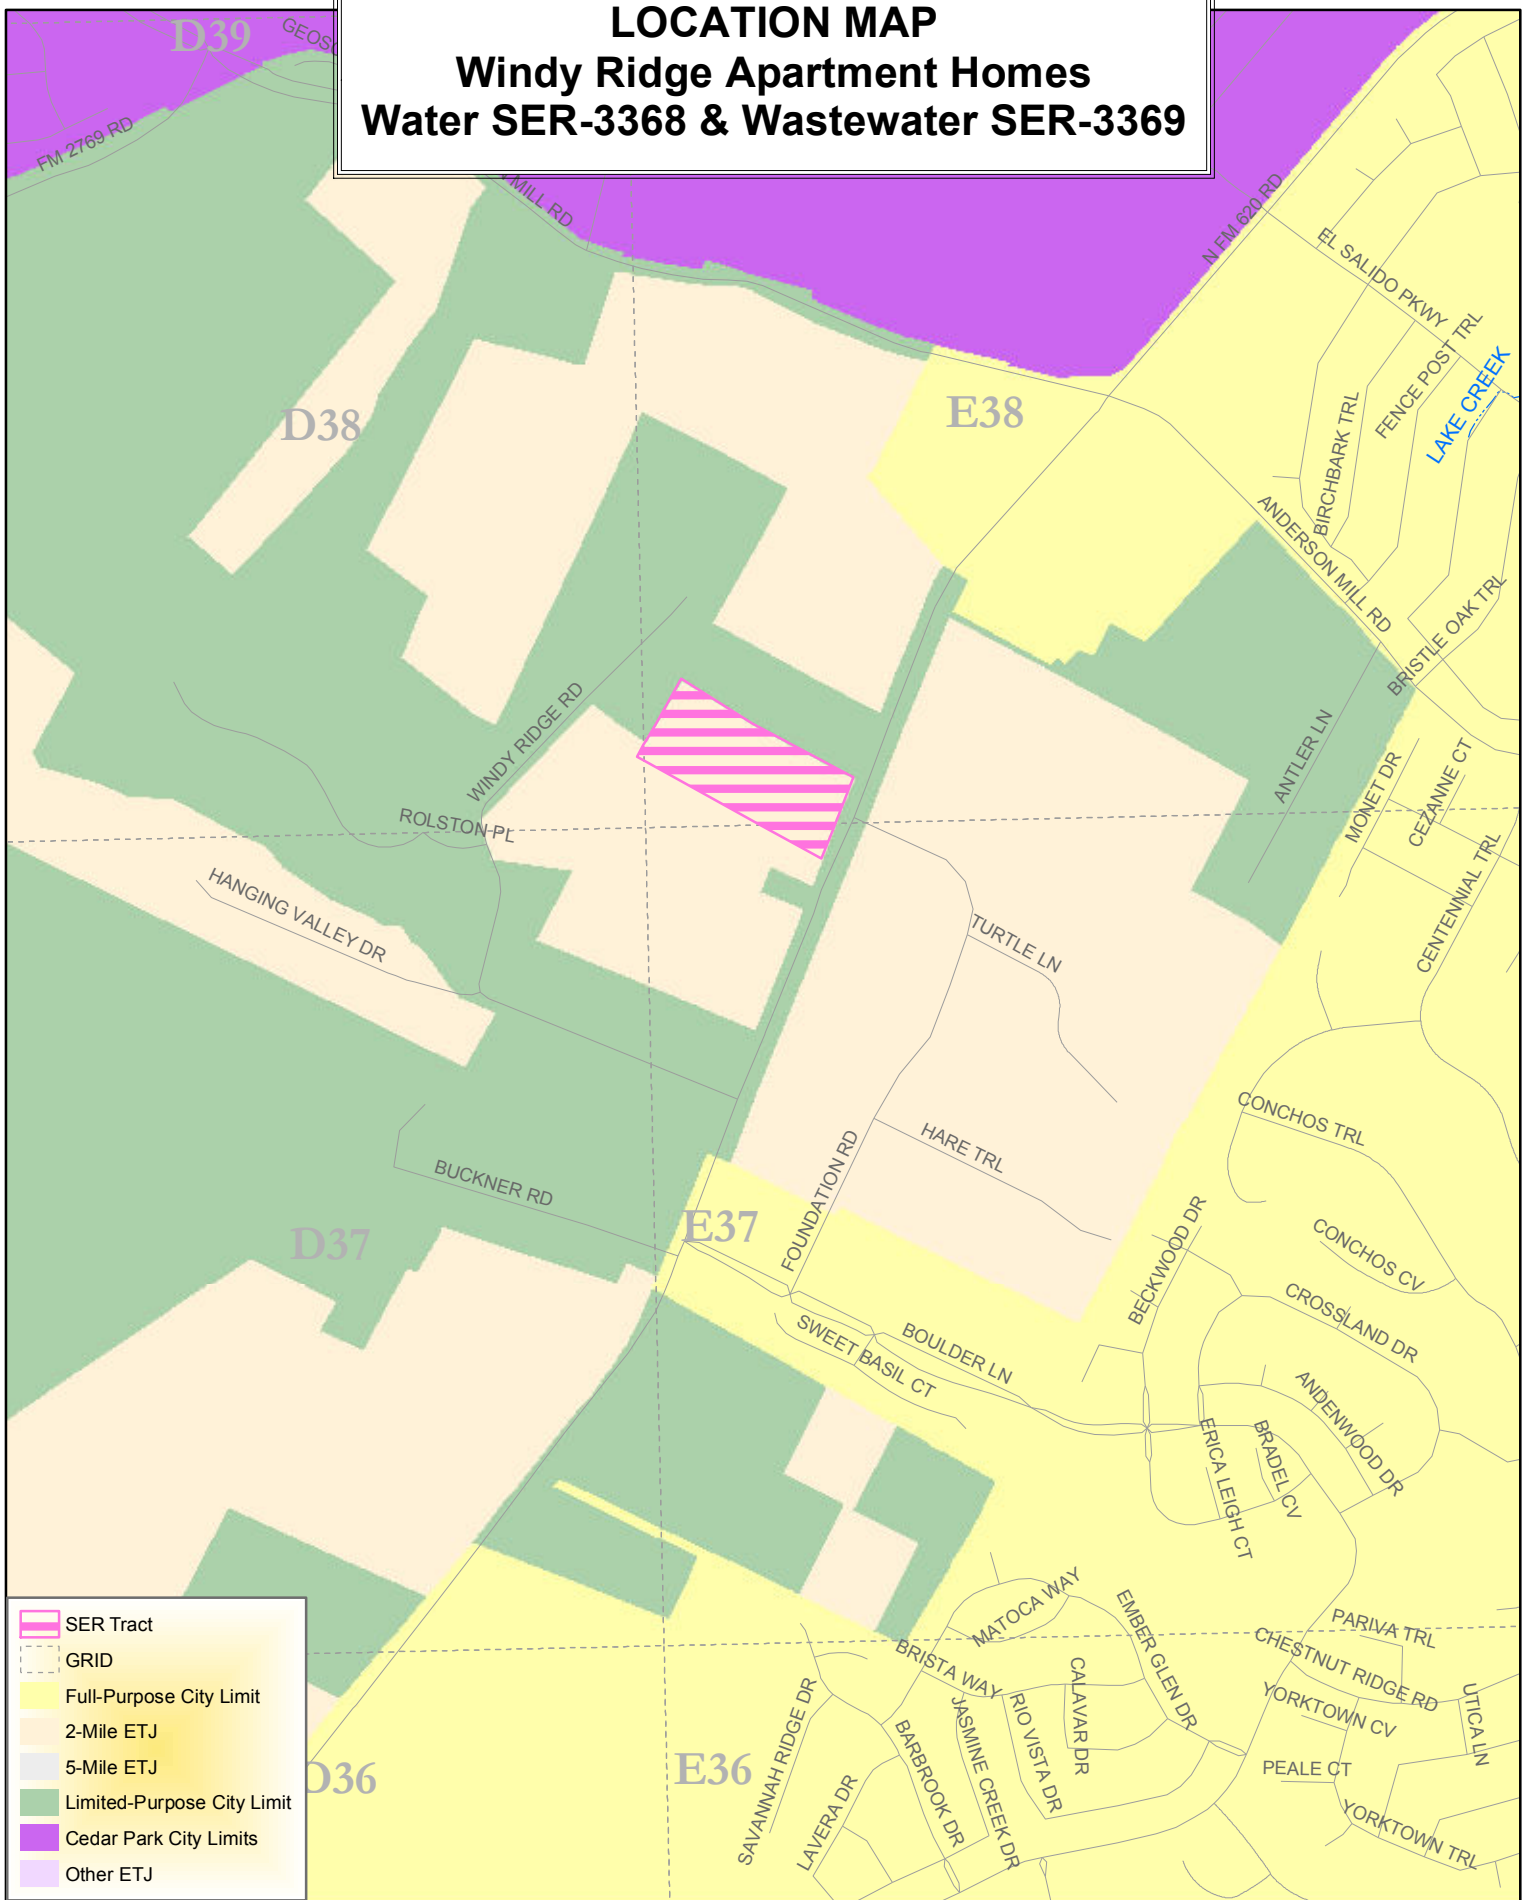 LOCATION MAP
Windy Ridge Apartment Homes
Water SER-3368 & Wastewater SER-3369
D39
FM 2769 RD
MILL RD
N FM 620 RD
EL SALIDO PKWY
FENCE POST TRL
LAKE CREEK
BIRCHBARK TRL
D38
E38
ANDERSON MILL RD
BRISTLE OAK TRL
WINDY RIDGE RD
ROLSTON PL
ANTLER LN
MONET DR
CEZANNE CT
CENTENNIAL TRL
HANGING VALLEY DR
TURTLE LN
CONCHOS TRL
HARE TRL
FOUNDATION RD
BUCKNER RD
D37
E37
BECKWOOD DR
CONCHOS CV
CROSSLAND DR
SWEET BASIL CT
BOULDER LN
ANDENWOOD DR
ERICA LEIGH CT
BRADEL CV
MATOCA WAY
EMBER GLEN DR
BRISTA WAY
PARIVA TRL
CHESTNUT RIDGE RD
YORKTOWN CV
UTICA LN
SAVANNAH RIDGE DR
LAVERA DR
BARBROOK DR
JASMINE CREEK DR
RIO VISTA DR
CALAVAR DR
PEALE CT
YORKTOWN TRL
D36
E36
SER Tract
GRID
Full-Purpose City Limit
2-Mile ETJ
5-Mile ETJ
Limited-Purpose City Limit
Cedar Park City Limits
Other ETJ